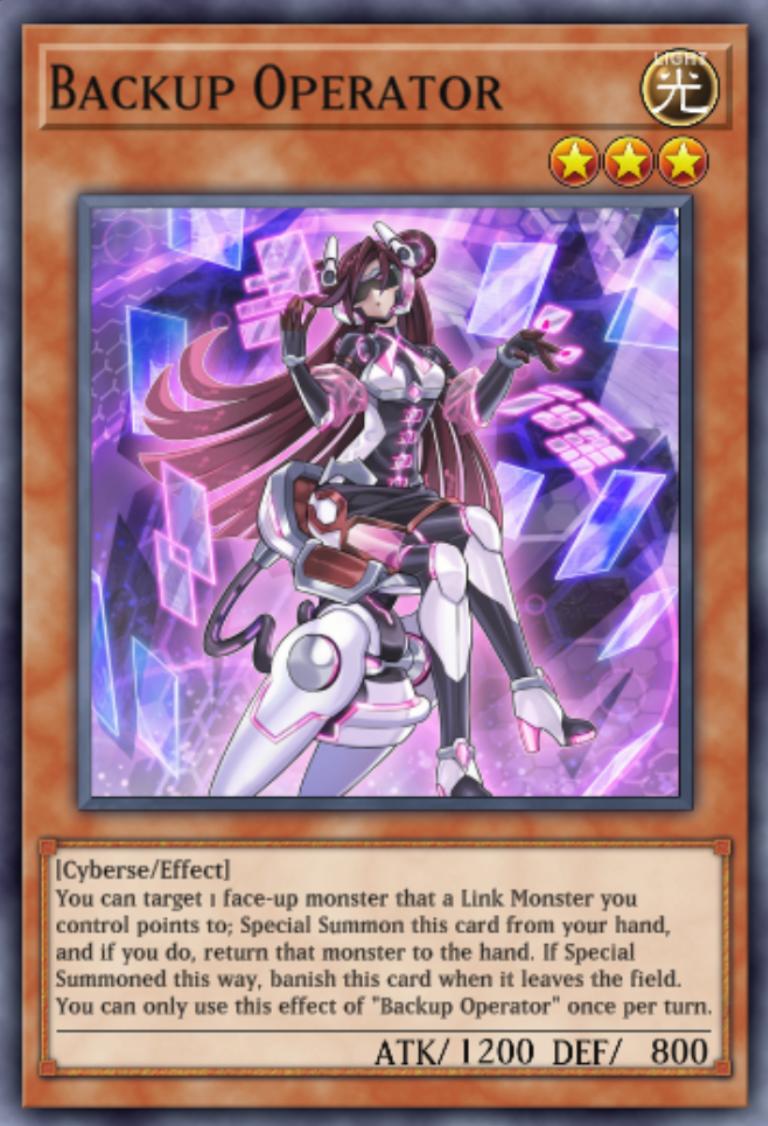 BACKUP OPERATOR
LIGHT
光
[Cyberse/Effect]
You can target 1 face-up monster that a Link Monster you
control points to; Special Summon this card from your hand,
and if you do, return that monster to the hand. If Special
Summoned this way, banish this card when it leaves the field.
You can only use this effect of "Backup Operator" once per turn.
ATK/ 1200 DEF/ 800